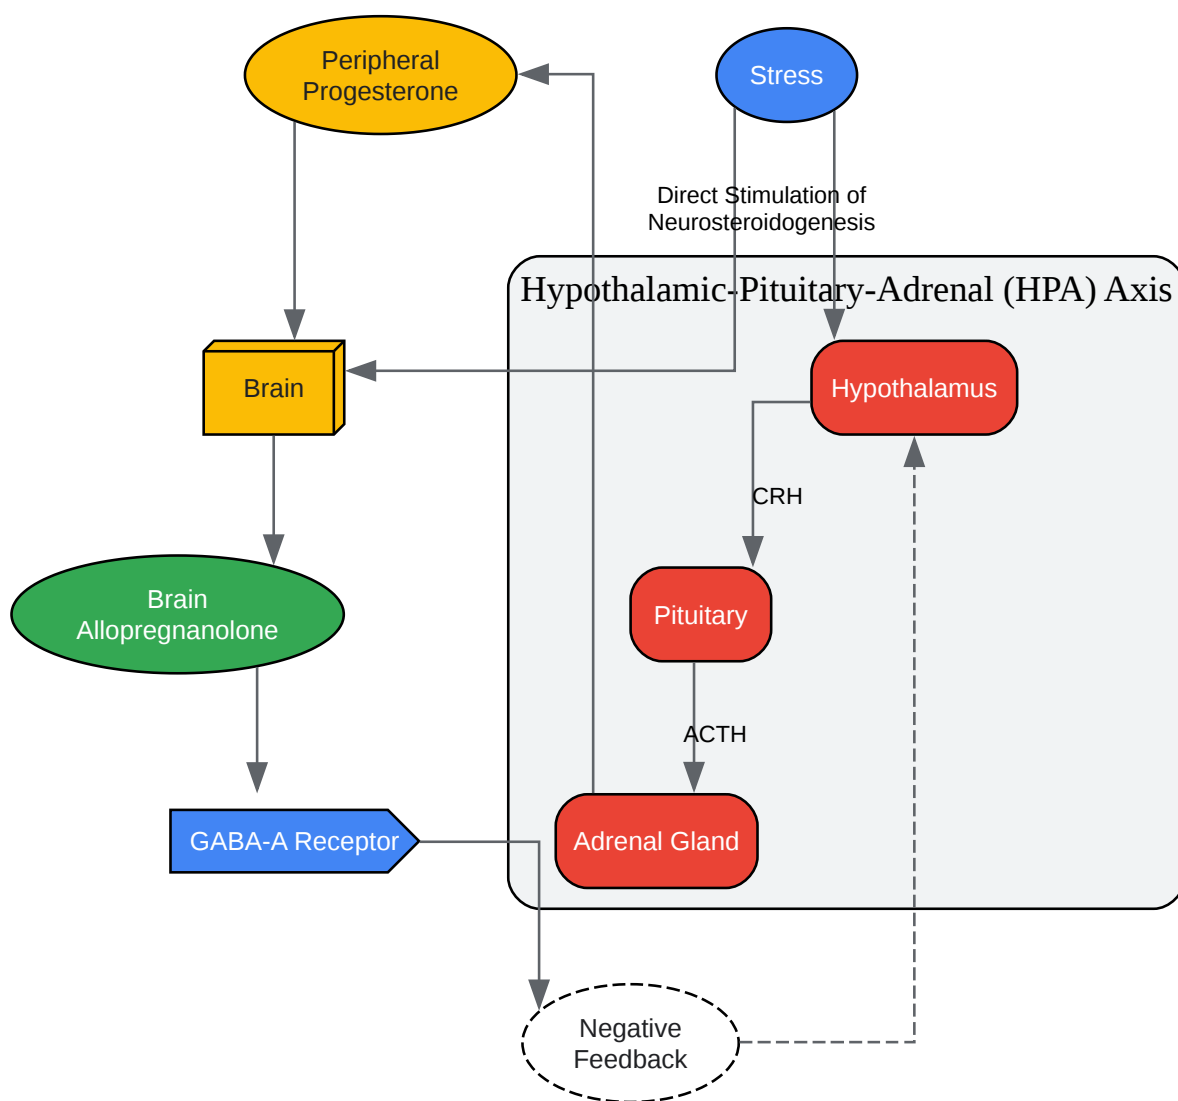 Peripheral
Progesterone
Stress
Direct Stimulation of
Neurosteroidogenesis
Hypothalamic-Pituitary-Adrenal (HPA) Axis
Brain
Hypothalamus
CRH
Brain
Allopregnanolone
Pituitary
ACTH
GABA-A Receptor
Adrenal Gland
Negative
Feedback